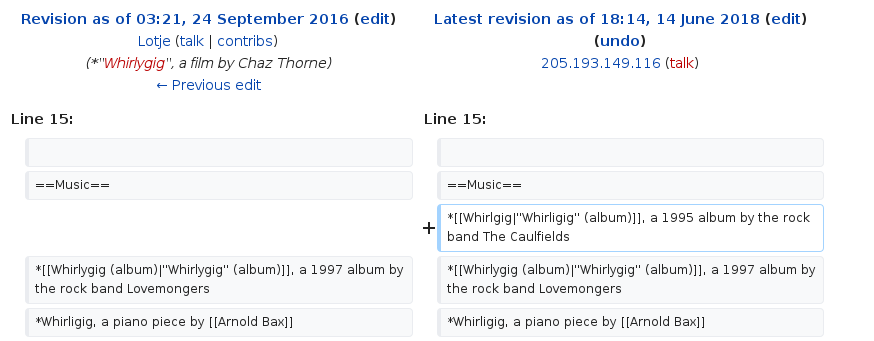 Revision as of 03:21, 24 September 2016 (edit)
Lotje (talk | contribs)
(*"Whirlygig", a film by Chaz Thorne)
← Previous edit
Latest revision as of 18:14, 14 June 2018 (edit)
(undo)
205.193.149.116 (talk)
Line 15:
Line 15:
==Music==
==Music==
+
*[[Whirlgig|"Whirligig" (album)]], a 1995 album by the rock
band The Caulfields
*[[Whirlygig (album)|"Whirlygig" (album)]], a 1997 album by
the rock band Lovemongers
*[[Whirlygig (album)|"Whirlygig" (album)]], a 1997 album by
the rock band Lovemongers
*Whirligig, a piano piece by [[Arnold Bax]]
*Whirligig, a piano piece by [[Arnold Bax]]